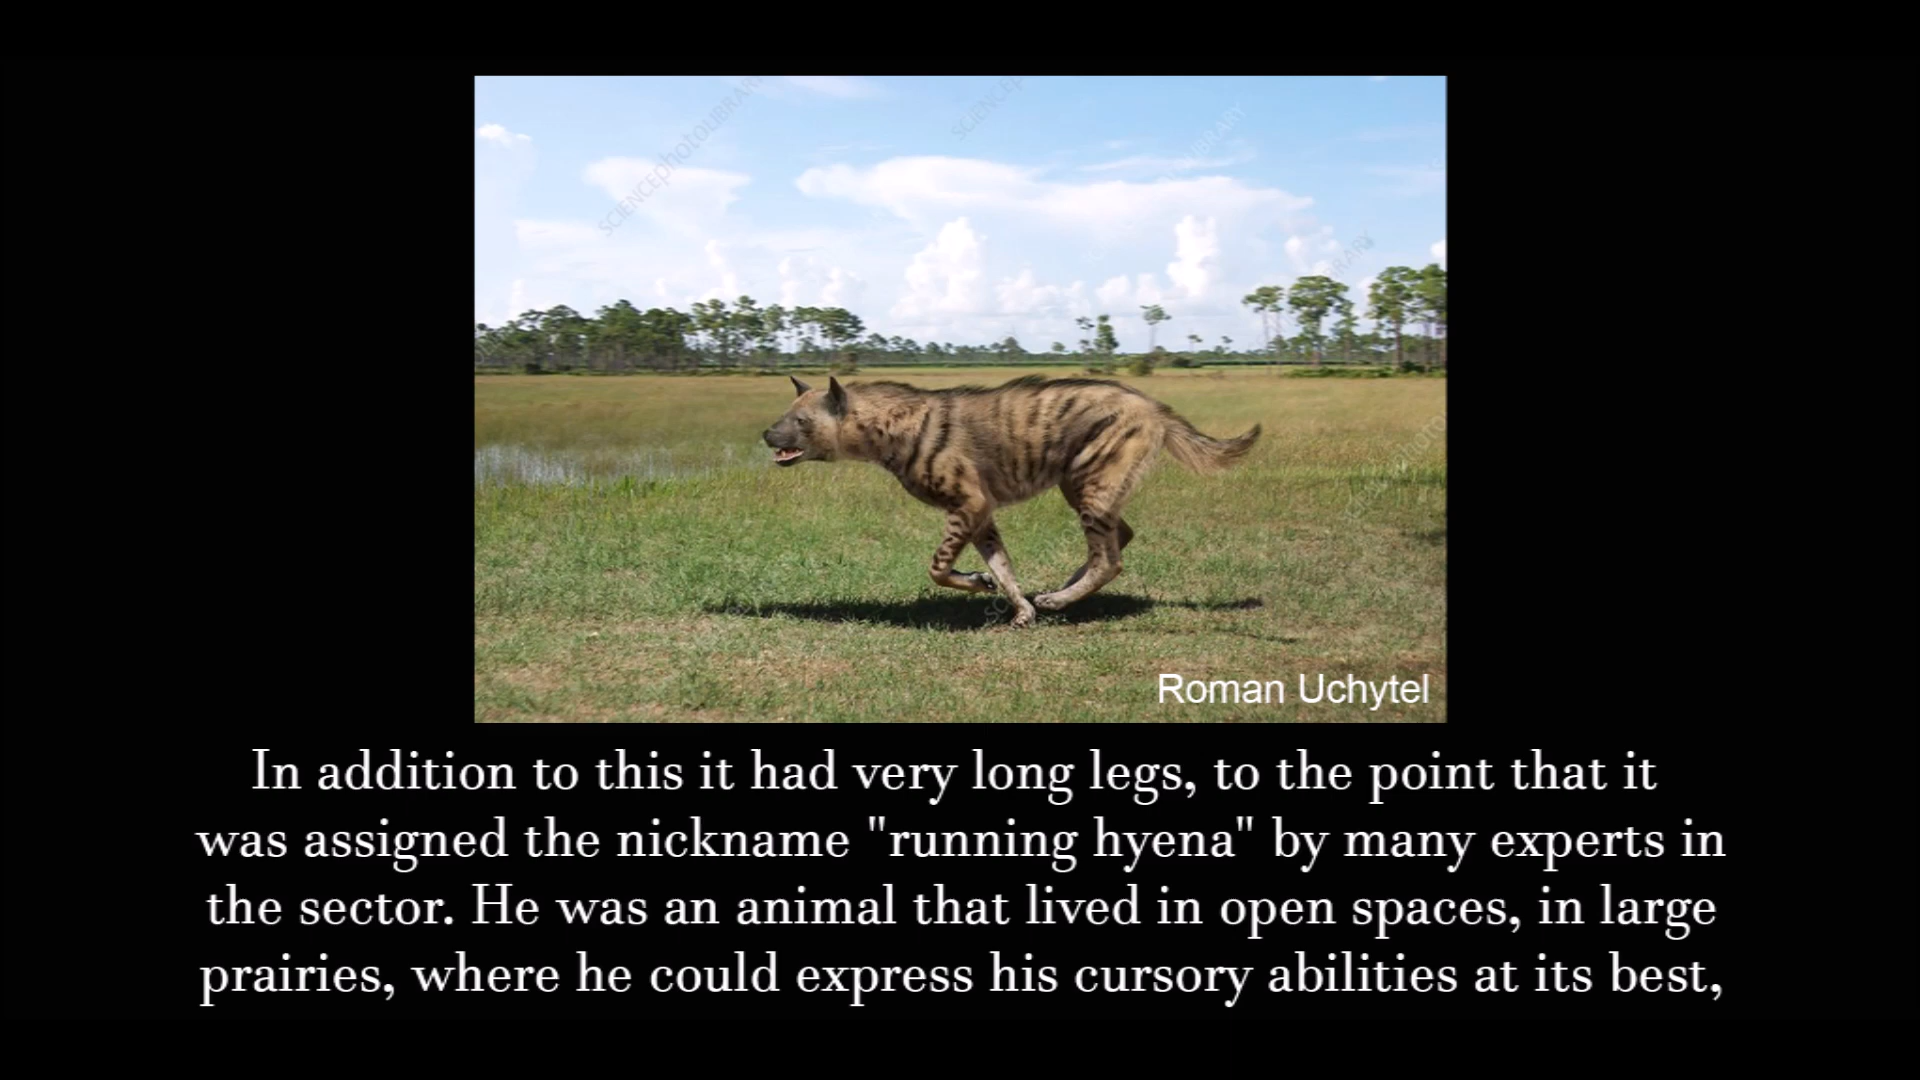 SCIENCEphotoLIBRARY
Roman Uchytel
In addition to this it had very long legs, to the point that it
was assigned the nickname "running hyena" by many experts in
the sector. He was an animal that lived in open spaces, in large
prairies, where he could express his cursory abilities at its best,